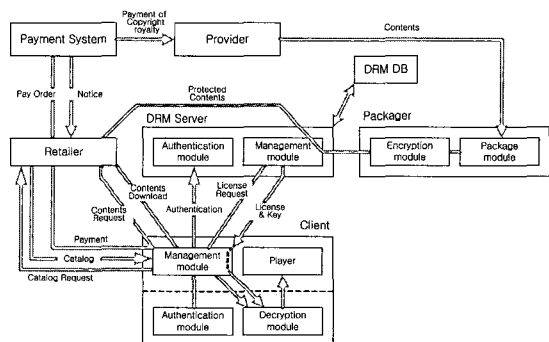 Payment System
Payment of
Copyright
royalty
Provider
Contents
DRM DB
Pay Order
Notice
Protected
Contents
DRM Server
Packager
Retailer
Authentication
module
Management
module
Encryption
module
Package
module
Contents
Download
Contents
Request
Authentication
License
Request
License
& Key
Client
Payment
Catalog
Catalog Request
Management
module
Player
Authentication
module
Decryption
module